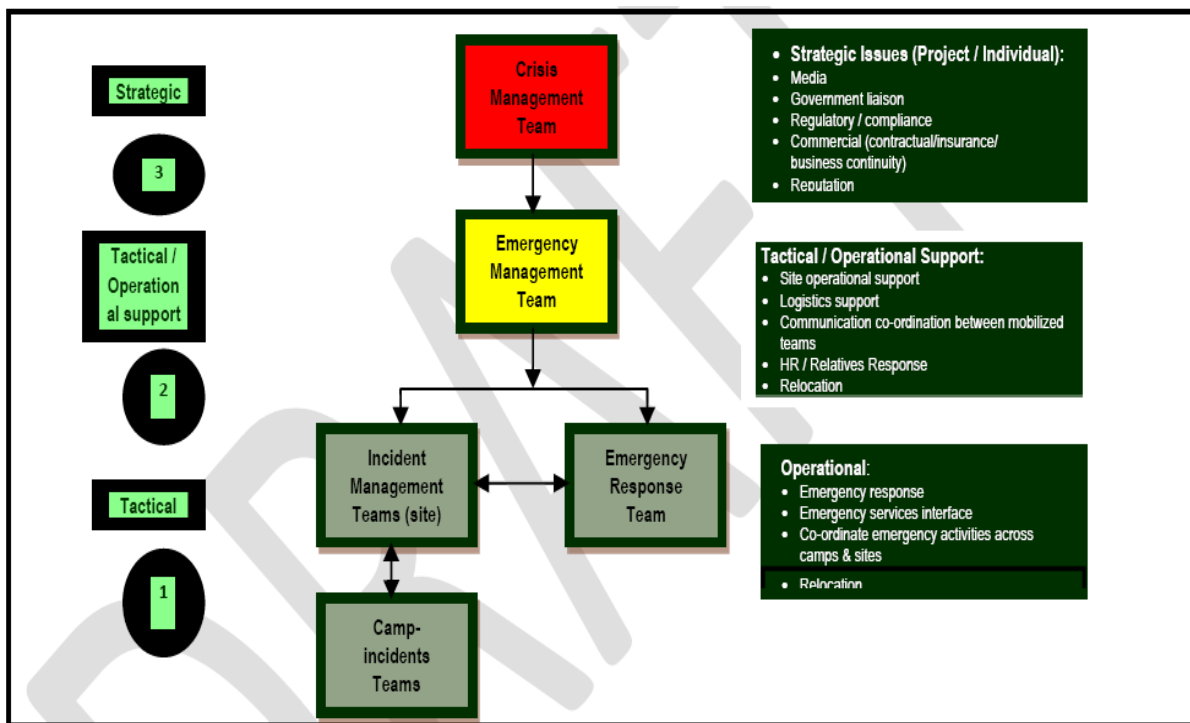 Strategic
3
Tactical /
Operation
al support
2
Tactical
1
Crisis
Management
Team
Emergency
Management
Team
Incident
Management
Teams (site)
Emergency
Response
Team
Camp-
incidents
Teams
• Strategic Issues (Project / Individual):
• Media
• Government liaison
• Regulatory / compliance
• Commercial (contractual/insurance/
business continuity)
• Reputation
Tactical / Operational Support:
• Site operational support
• Logistics support
• Communication co-ordination between mobilized
teams
• HR / Relatives Response
• Relocation
Operational:
• Emergency response
• Emergency services interface
• Co-ordinate emergency activities across
camps & sites
• Relocation
DRAFT